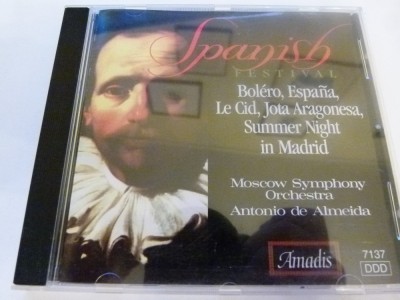 Spanish
FESTIVAL
Boléro, España,
Le Cid, Jota Aragonesa,
Summer Night
in Madrid
Moscow Symphony
Orchestra
Antonio de Almeida
Amadis
7137
DDD